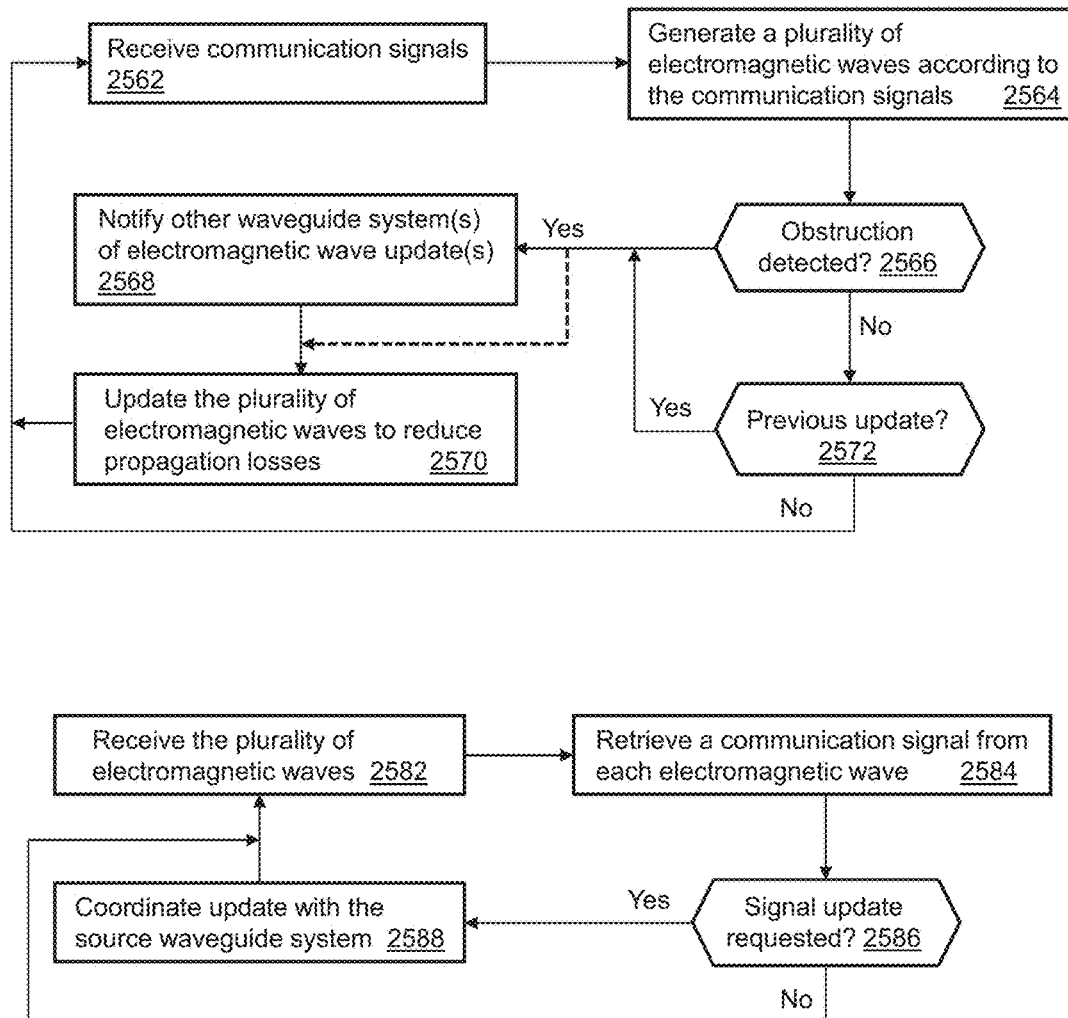 Receive communication signals
2562
Generate a plurality of
electromagnetic waves according to
the communication signals 2564
Notify other waveguide system(s)
of electromagnetic wave update(s)
2568
Yes
Obstruction
detected? 2566
No
Update the plurality of
electromagnetic waves to reduce
propagation losses 2570
Yes
Previous update?
2572
No
Receive the plurality of
electromagnetic waves 2582
Retrieve a communication signal from
each electromagnetic wave 2584
Coordinate update with the
source waveguide system 2588
Yes
Signal update
requested? 2586
No